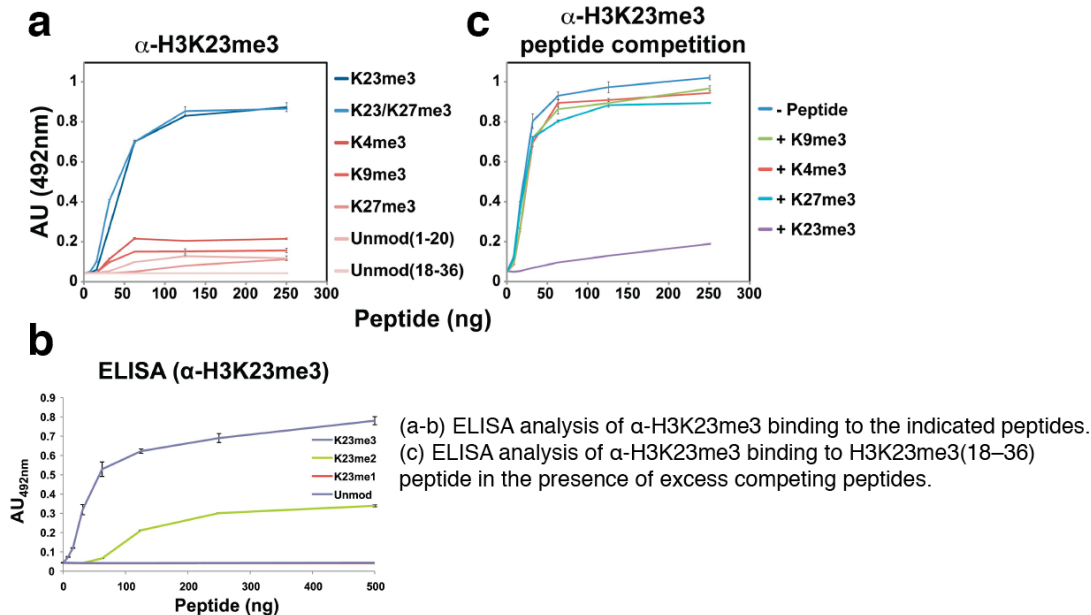 a
α-H3K23me3
AU (492nm)
1
0.8
0.6
0.4
0.2
0
0 50 100 150 200 250 300
K23me3
K23/K27me3
K4me3
K9me3
K27me3
Unmod(1-20)
Unmod(18-36)
c
α-H3K23me3
peptide competition
1
0.8
0.6
0.4
0.2
0
0 50 100 150 200 250 300
- Peptide
+ K9me3
+ K4me3
+ K27me3
+ K23me3
Peptide (ng)
b
ELISA (α-H3K23me3)
AU492nm
0.9
0.8
0.7
0.6
0.5
0.4
0.3
0.2
0.1
0
0 100 200 300 400 500
K23me3
K23me2
K23me1
Unmod
Peptide (ng)
(a-b) ELISA analysis of α-H3K23me3 binding to the indicated peptides.
(c) ELISA analysis of α-H3K23me3 binding to H3K23me3(18–36)
peptide in the presence of excess competing peptides.